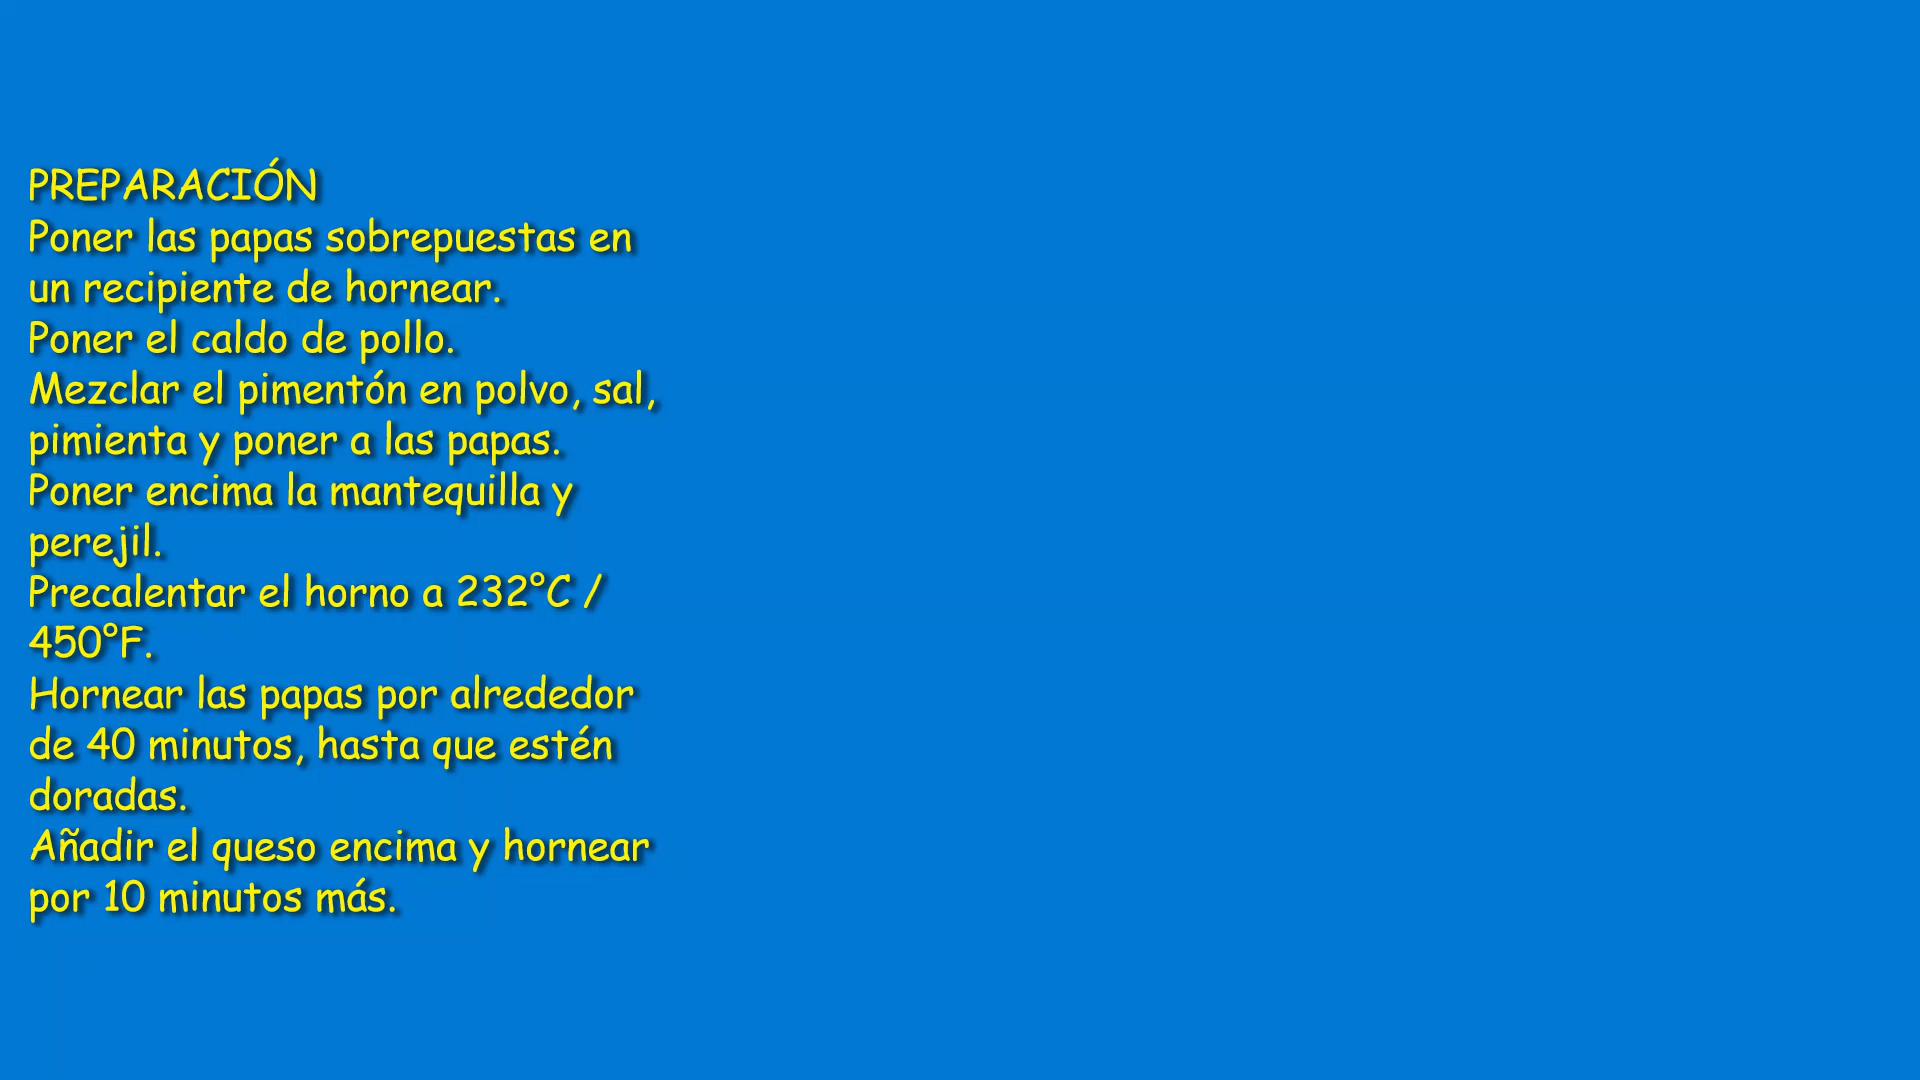 PREPARACIÓN
Poner las papas sobrepuestas en
un recipiente de hornear.
Poner el caldo de pollo.
Mezclar el pimentón en polvo, sal,
pimienta y poner a las papas.
Poner encima la mantequilla y
perejil.
Precalentar el horno a 232°C /
450°F.
Hornear las papas por alrededor
de 40 minutos, hasta que estén
doradas.
Añadir el queso encima y hornear
por 10 minutos más.